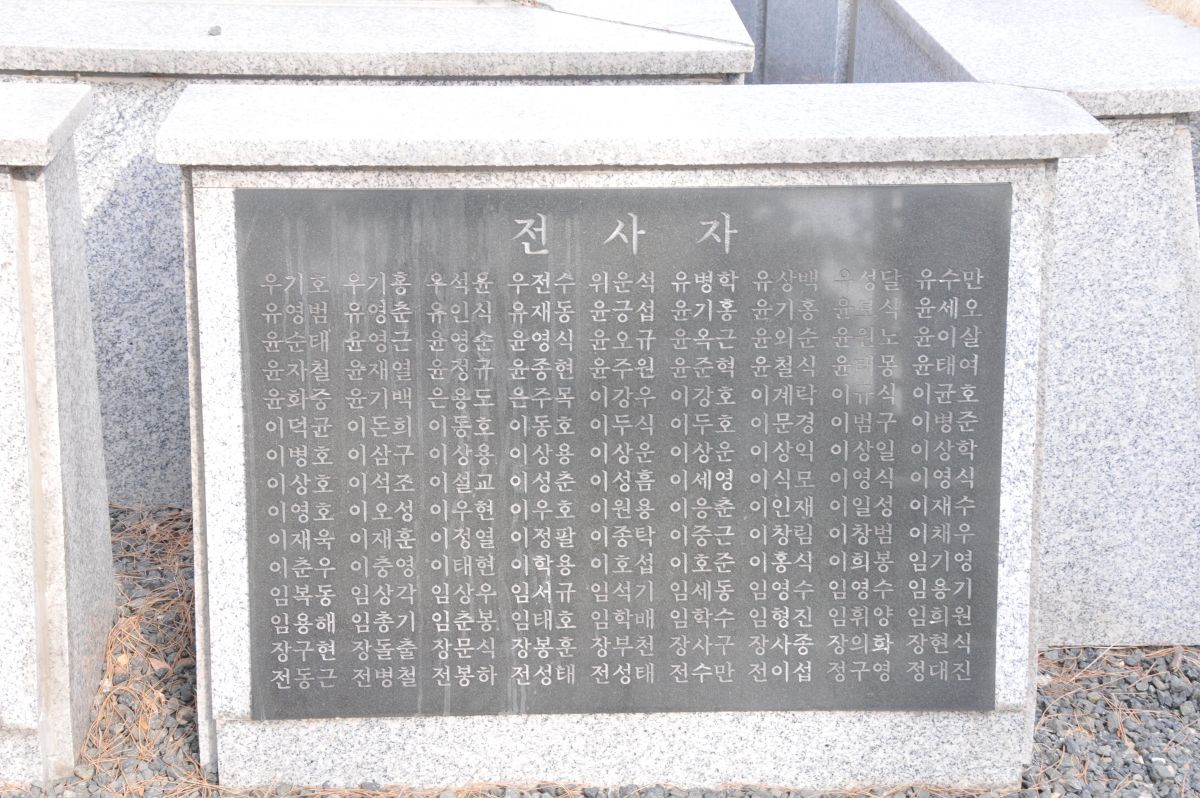 전 사 자
우기호 우기홍 우석윤 우전수 위운석 유병학 유상백 유성달 유수만
유영범 유영춘 유인식 유재동 윤긍섭 윤기홍 윤기홍 윤보식 윤세오
윤순태 윤영근 윤영순 윤영식 윤오규 윤옥근 윤외순 윤원노 윤이살
윤자철 윤재열 윤정규 윤종현 윤주원 윤준혁 윤철식 윤태몽 윤태여
윤화증 윤기백 은용도 은주목 이강우 이강호 이계탁 이규식 이균호
이덕균 이돈희 이동호 이동호 이두식 이두호 이문경 이범구 이병준
이병호 이삼구 이상용 이상용 이상운 이상운 이상익 이상일 이상학
이상호 이석조 이설교 이성춘 이성흠 이세영 이식모 이영식 이영식
이영호 이오성 이우현 이우호 이원용 이응춘 이인재 이일성 이재수
이재욱 이재훈 이정열 이정팔 이종탁 이중근 이창림 이창범 이채우
이춘우 이충영 이태현 이학용 이호섭 이호준 이홍식 이희봉 임기영
임복동 임상각 임상우 임서규 임석기 임세동 임영수 임영수 임용기
임용해 임총기 임춘봉 임태호 임학배 임학수 임형진 임휘양 임희원
장구현 장돌출 장문식 장봉훈 장부천 장사구 장사종 장의화 장현식
전동근 전병철 전봉하 전성태 전성태 전수만 전이섭 정구영 정대진